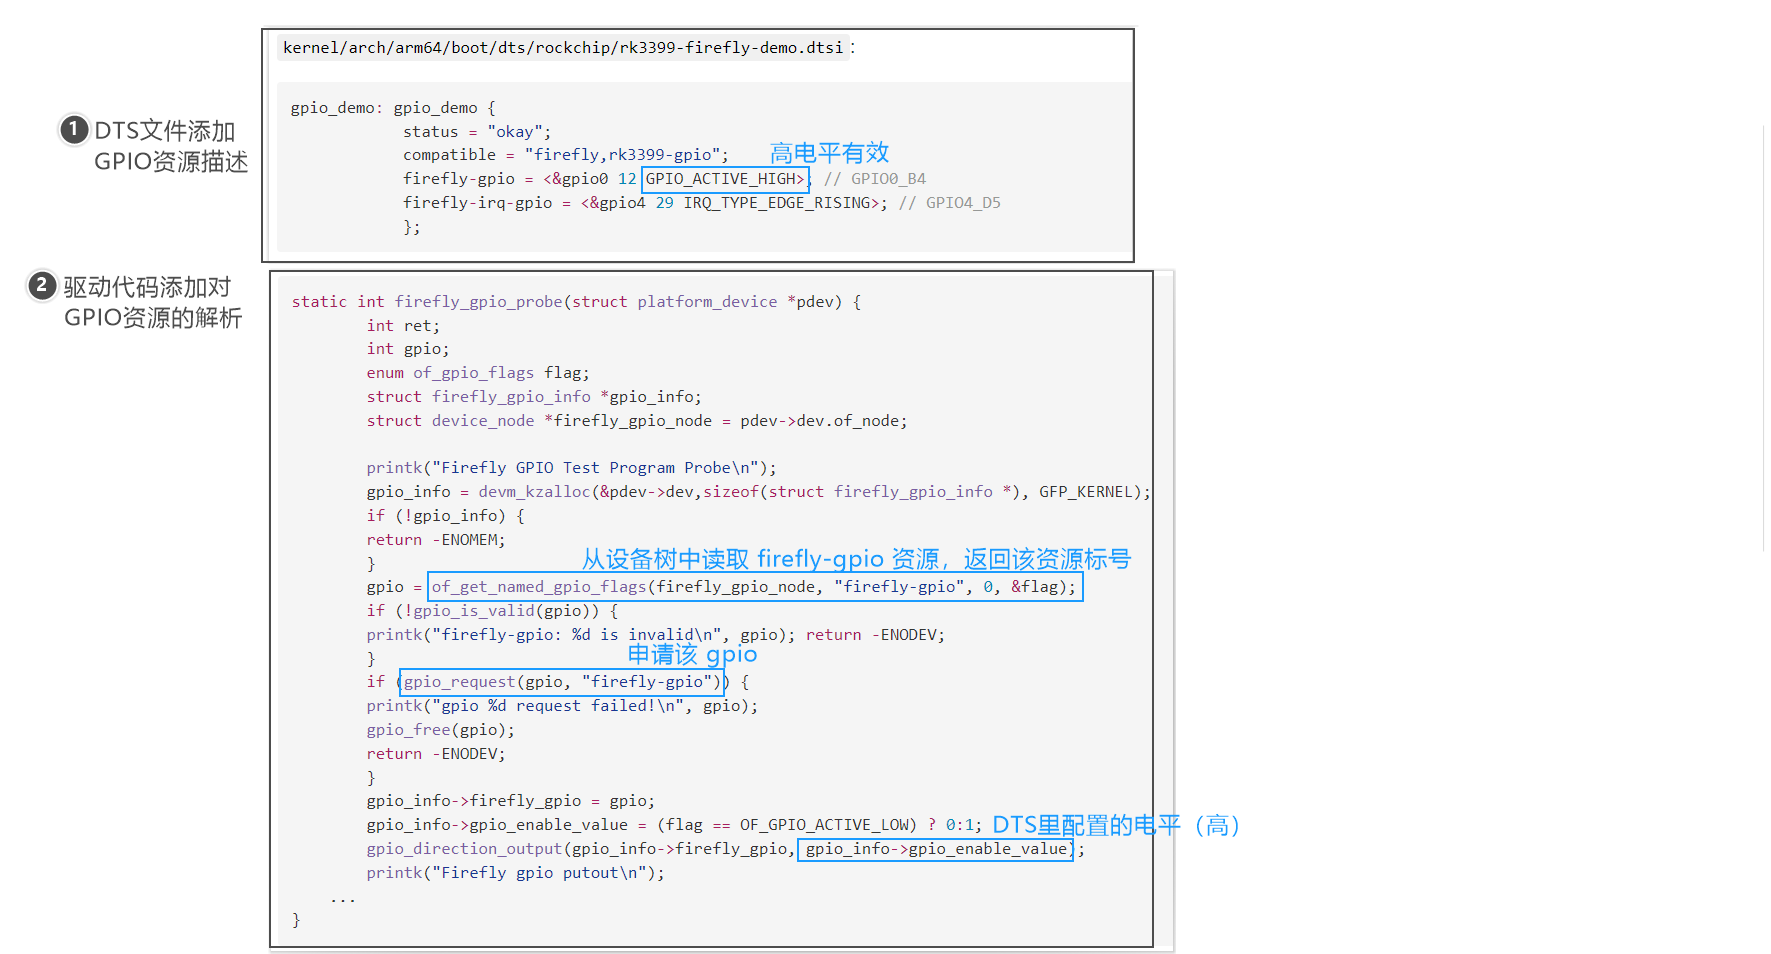 kernel/arch/arm64/boot/dts/rockchip/rk3399-firefly-demo.dtsi:
1 DTS文件添加
GPIO资源描述
gpio_demo: gpio_demo {
status = "okay";
compatible = "firefly,rk3399-gpio"; 高电平有效
firefly-gpio = <&gpio0 12 GPIO_ACTIVE_HIGH>; // GPIO0_B4
firefly-irq-gpio = <&gpio4 29 IRQ_TYPE_EDGE_RISING>; // GPIO4_D5
};
2 驱动代码添加对
GPIO资源的解析
static int firefly_gpio_probe(struct platform_device *pdev) {
int ret;
int gpio;
enum of_gpio_flags flag;
struct firefly_gpio_info *gpio_info;
struct device_node *firefly_gpio_node = pdev->dev.of_node;
printk("Firefly GPIO Test Program Probe\n");
gpio_info = devm_kzalloc(&pdev->dev,sizeof(struct firefly_gpio_info *), GFP_KERNEL);
if (!gpio_info) {
return -ENOMEM;
}
从设备树中读取 firefly-gpio 资源，返回该资源标号
gpio = of_get_named_gpio_flags(firefly_gpio_node, "firefly-gpio", 0, &flag);
if (!gpio_is_valid(gpio)) {
printk("firefly-gpio: %d is invalid\n", gpio); return -ENODEV;
}
申请该 gpio
if (gpio_request(gpio, "firefly-gpio")) {
printk("gpio %d request failed!\n", gpio);
gpio_free(gpio);
return -ENODEV;
}
gpio_info->firefly_gpio = gpio;
gpio_info->gpio_enable_value = (flag == OF_GPIO_ACTIVE_LOW) ? 0:1; DTS里配置的电平（高）
gpio_direction_output(gpio_info->firefly_gpio, gpio_info->gpio_enable_value);
printk("Firefly gpio putout\n");
...
}